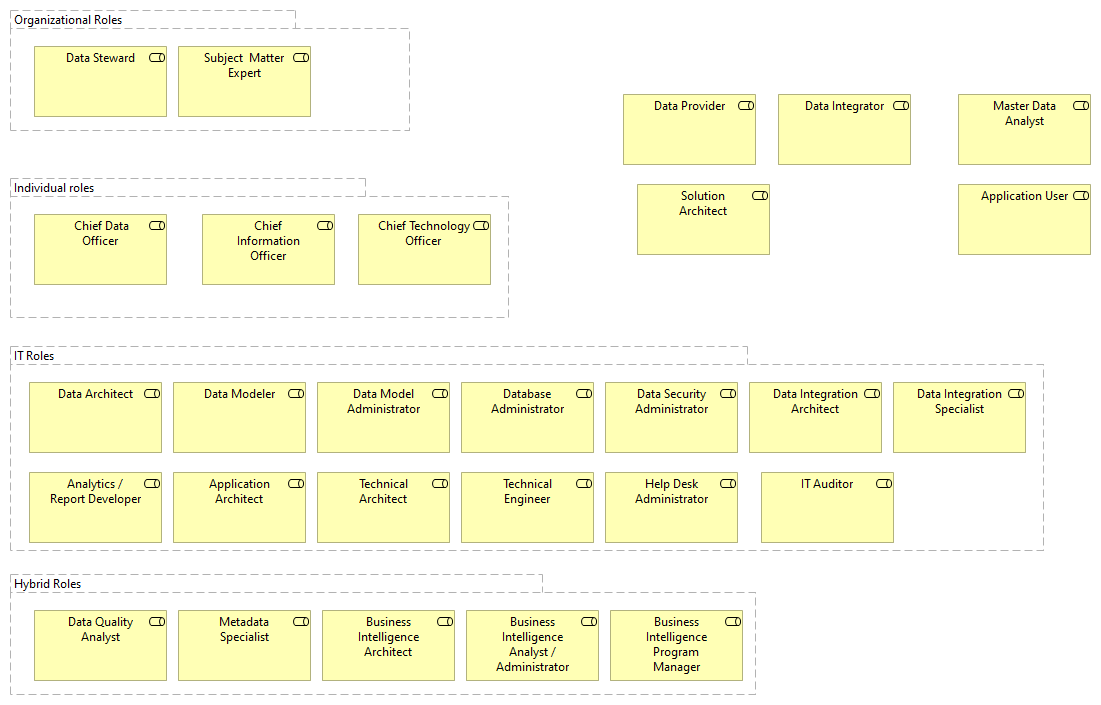 Organizational Roles
Data Steward
Subject  Matter
Expert
Data Provider
Data Integrator
Master Data
Analyst
Solution
Architect
Application User
Individual roles
Chief Data
Officer
Chief
Information
Officer
Chief Technology
Officer
IT Roles
Data Architect
Data Modeler
Data Model
Administrator
Database
Administrator
Data Security
Administrator
Data Integration
Architect
Data Integration
Specialist
Analytics /
Report Developer
Application
Architect
Technical
Architect
Technical
Engineer
Help Desk
Administrator
IT Auditor
Hybrid Roles
Data Quality
Analyst
Metadata
Specialist
Business
Intelligence
Architect
Business
Intelligence
Analyst /
Administrator
Business
Intelligence
Program
Manager